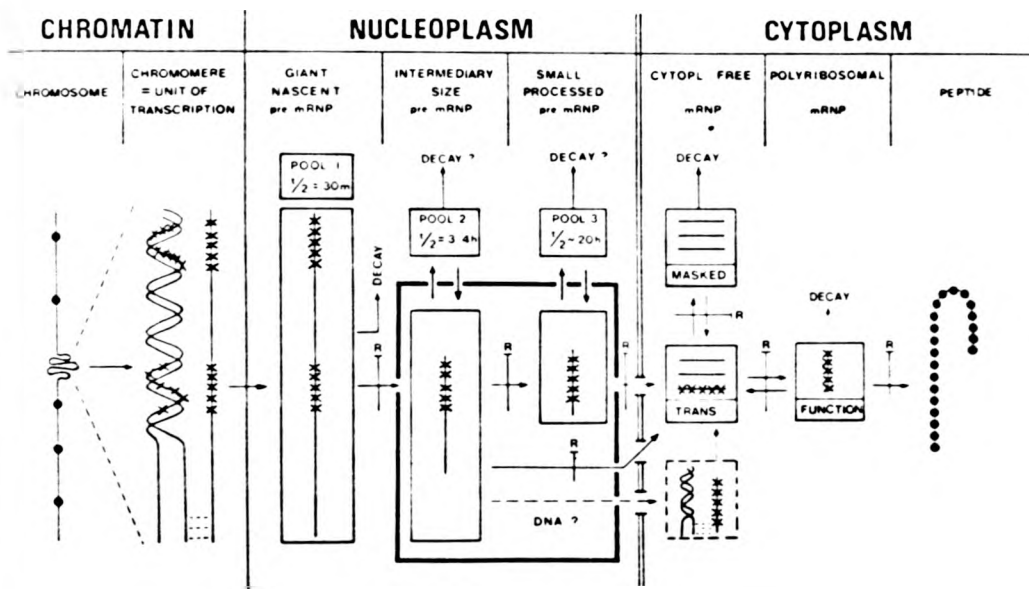 CHROMATIN
NUCLEOPLASM
CYTOPLASM
CHROMOSOME
CHROMOMERE
= UNIT OF
TRANSCRIPTION
GIANT
NASCENT
pre mRNP
INTERMEDIARY
SIZE
pre mRNP
SMALL
PROCESSED
pre mRNP
CYTOPL FREE
mRNP
POLYRIBOSOMAL
mRNP
PEPTIDE
POOL 1
1/2 = 30m
DECAY ?
POOL 2
1/2 = 3 4h
DECAY ?
POOL 3
1/2 ~ 20h
DECAY
MASKED
DECAY
R
R
R
R
R
DECAY
R
R
TRANS
FUNCTION
R
DNA ?